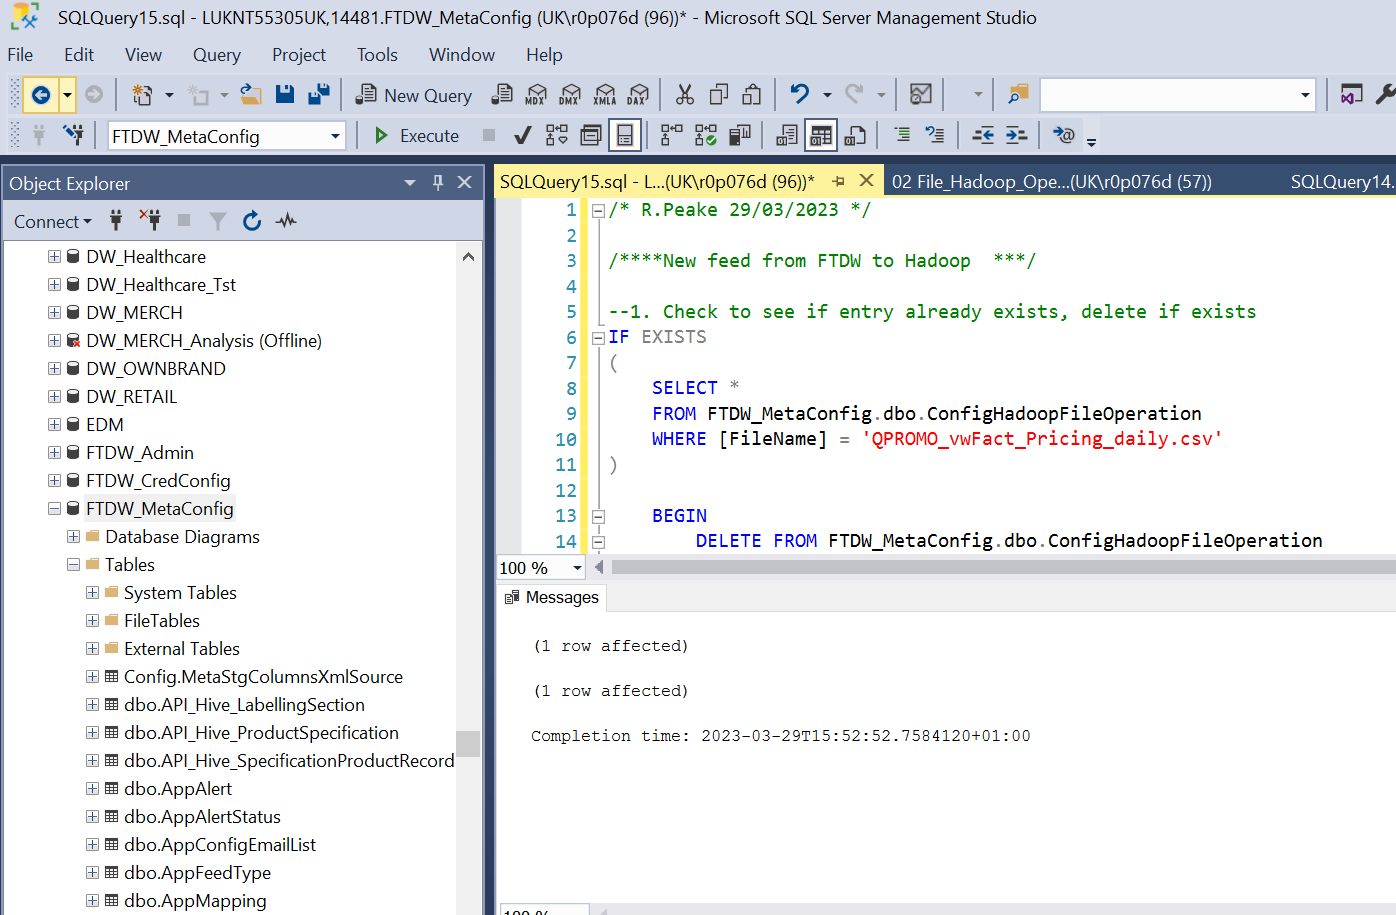 SQLQuery15.sql - LUKNT55305UK,14481.FTDW_MetaConfig (UK\r0p076d (96))* - Microsoft SQL Server Management Studio
File Edit View Query Project Tools Window Help
New Query MDX DMX XMLA DAX
FTDW_MetaConfig Execute
Object Explorer
Connect
DW_Healthcare
DW_Healthcare_Tst
DW_MERCH
DW_MERCH_Analysis (Offline)
DW_OWNBRAND
DW_RETAIL
EDM
FTDW_Admin
FTDW_CredConfig
FTDW_MetaConfig
Database Diagrams
Tables
System Tables
FileTables
External Tables
Config.MetaStgColumnsXmlSource
dbo.API_Hive_LabellingSection
dbo.API_Hive_ProductSpecification
dbo.API_Hive_SpecificationProductRecord
dbo.AppAlert
dbo.AppAlertStatus
dbo.AppConfigEmailList
dbo.AppFeedType
dbo.AppMapping
SQLQuery15.sql - L...(UK\r0p076d (96))* 02 File_Hadoop_Ope...(UK\r0p076d (57)) SQLQuery14.
1 /* R.Peake 29/03/2023 */
2
3 /****New feed from FTDW to Hadoop ***/
4
5 --1. Check to see if entry already exists, delete if exists
6 IF EXISTS
7 (
8 SELECT *
9 FROM FTDW_MetaConfig.dbo.ConfigHadoopFileOperation
10 WHERE [FileName] = 'QPROMO_vwFact_Pricing_daily.csv'
11 )
12
13 BEGIN
14 DELETE FROM FTDW_MetaConfig.dbo.ConfigHadoopFileOperation
100 %
Messages
(1 row affected)
(1 row affected)
Completion time: 2023-03-29T15:52:52.7584120+01:00
100 %